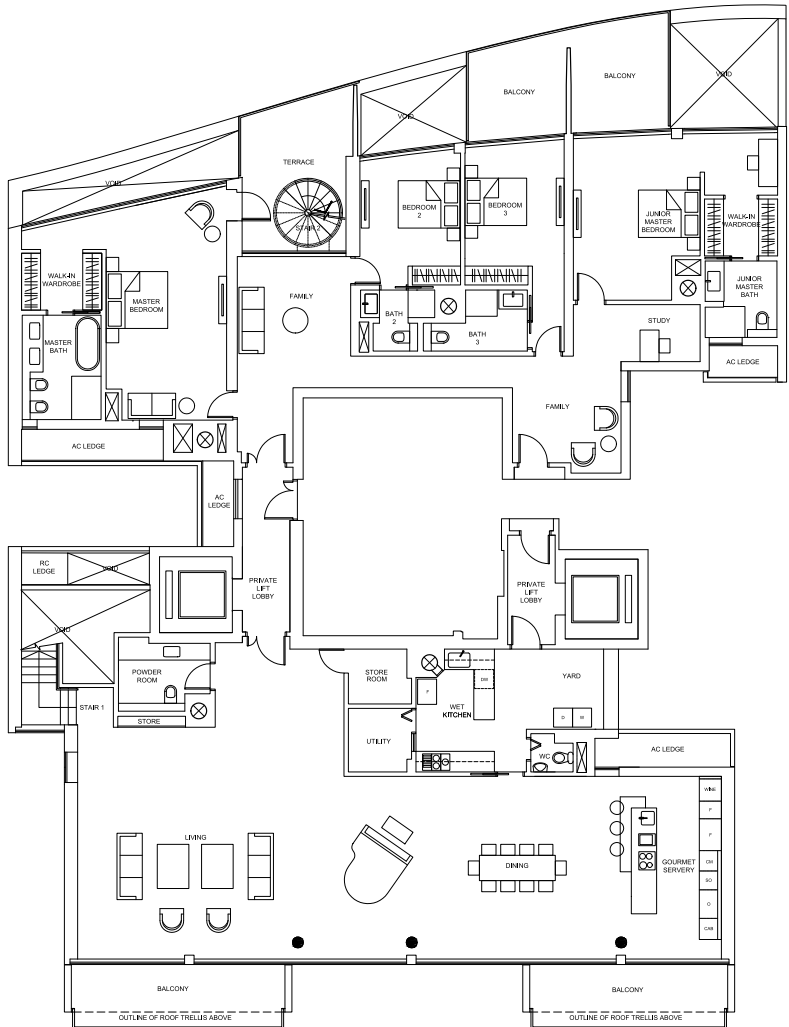 VOID
BALCONY
BALCONY
VOID
VOID
TERRACE
STAIR 2
BEDROOM
2
BEDROOM
3
JUNIOR
MASTER
BEDROOM
WALK-IN
WARDROBE
WALK-IN
WARDROBE
MASTER
BEDROOM
FAMILY
JUNIOR
MASTER
BATH
BATH
2
BATH
3
STUDY
MASTER
BATH
AC LEDGE
FAMILY
AC LEDGE
AC
LEDGE
RC
LEDGE
VOID
PRIVATE
LIFT
LOBBY
PRIVATE
LIFT
LOBBY
VOID
POWDER
ROOM
STORE
ROOM
YARD
DW
F
WET
KITCHEN
STAIR 1
STORE
D
W
UTILITY
WC
AC LEDGE
WINE
F
F
LIVING
DINING
GOURMET
SERVERY
CM
SO
O
CAB
BALCONY
BALCONY
OUTLINE OF ROOF TRELLIS ABOVE
OUTLINE OF ROOF TRELLIS ABOVE